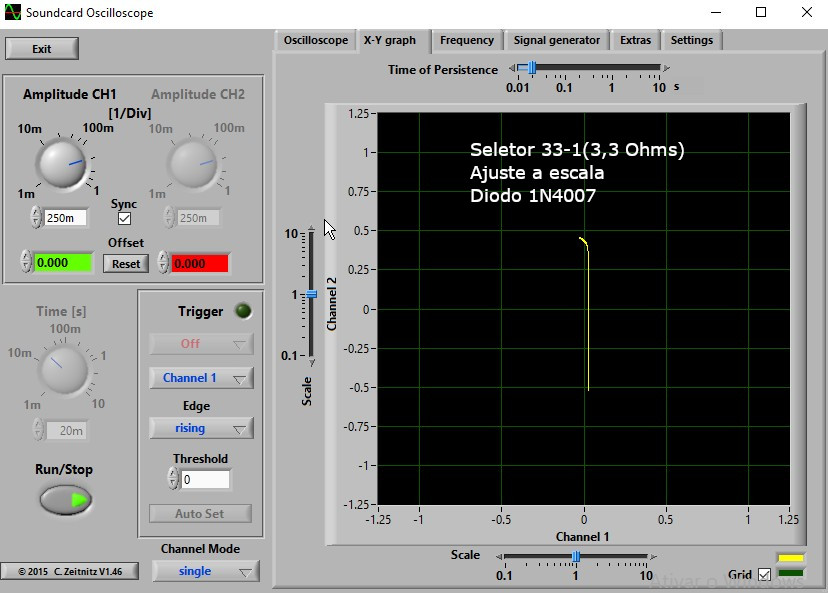 Soundcard Oscilloscope
Exit
Oscilloscope
X-Y graph
Frequency
Signal generator
Extras
Settings
Time of Persistence
0.01 0.1 1 10 s
Amplitude CH1
Amplitude CH2
[1/Div]
10m
100m
1m
1
10m
100m
1m
1
250m
Sync
250m
Offset
0.000
Reset
0.000
Time [s]
100m
10m
1
1m
10
20m
Run/Stop
Trigger
Off
Channel 1
Edge
rising
Threshold
0
Auto Set
Channel Mode
single
© 2015 C. Zeitnitz V1.46
10
1
0.1
Scale
Channel 2
1.25
1
0.75
0.5
0.25
0
-0.25
-0.5
-0.75
-1
-1.25
Seletor 33-1(3,3 Ohms)
Ajuste a escala
Diodo 1N4007
-1.25 -1 -0.5 0 0.5 1 1.25
Channel 1
Scale
0.1 1 10
Grid
Ativar o Windows